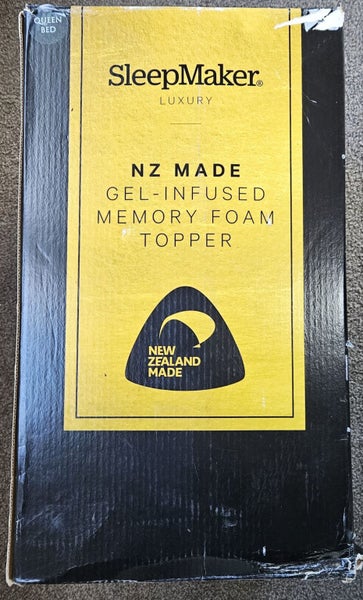 QUEEN
BED
SleepMaker®
LUXURY
NZ MADE
GEL-INFUSED
MEMORY FOAM
TOPPER
NEW
ZEALAND
MADE